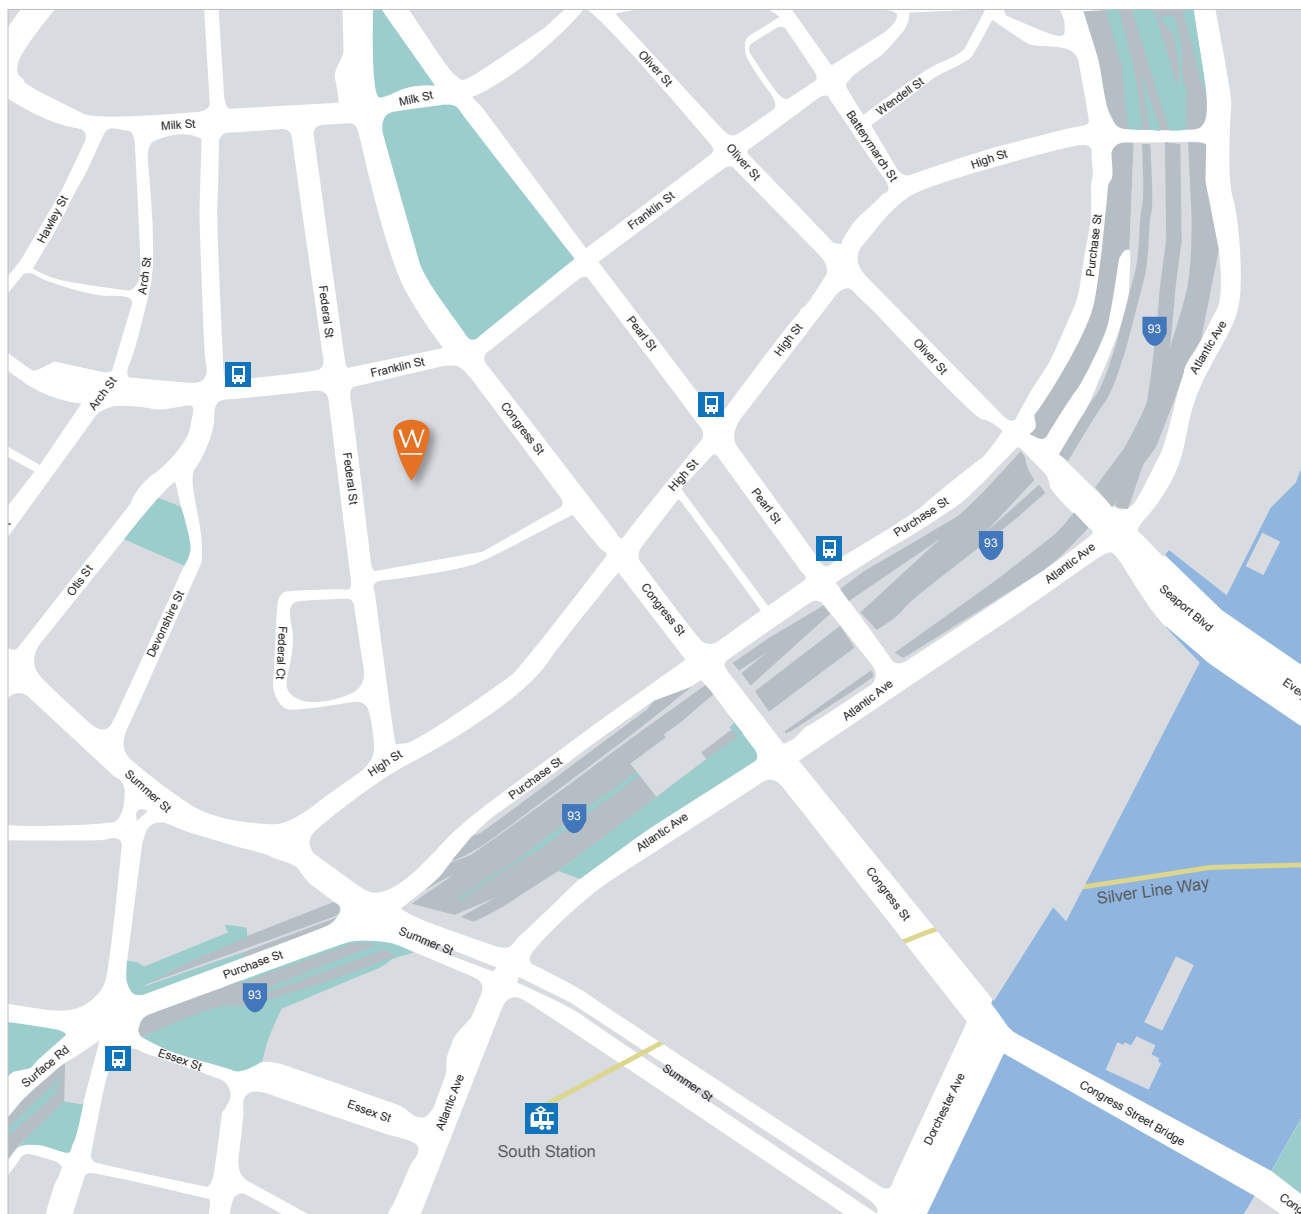 Oliver St
Milk St
Wendell St
Milk St
Batterymarch St
Oliver St
High St
Hawley St
Franklin St
Purchase St
Arch St
Federal St
93
Pearl St
High St
Oliver St
Atlantic Ave
Franklin St
Arch St
W
Congress St
Federal St
High St
Pearl St
Purchase St
93
Atlantic Ave
Otis St
Devonshire St
Congress St
Seaport Blvd
Federal Ct
Atlantic Ave
High St
Purchase St
Summer St
93
Atlantic Ave
Congress St
Silver Line Way
Summer St
Purchase St
93
Essex St
Surface Rd
Summer St
Essex St
Atlantic Ave
Dorchester Ave
Congress Street Bridge
South Station
Cong